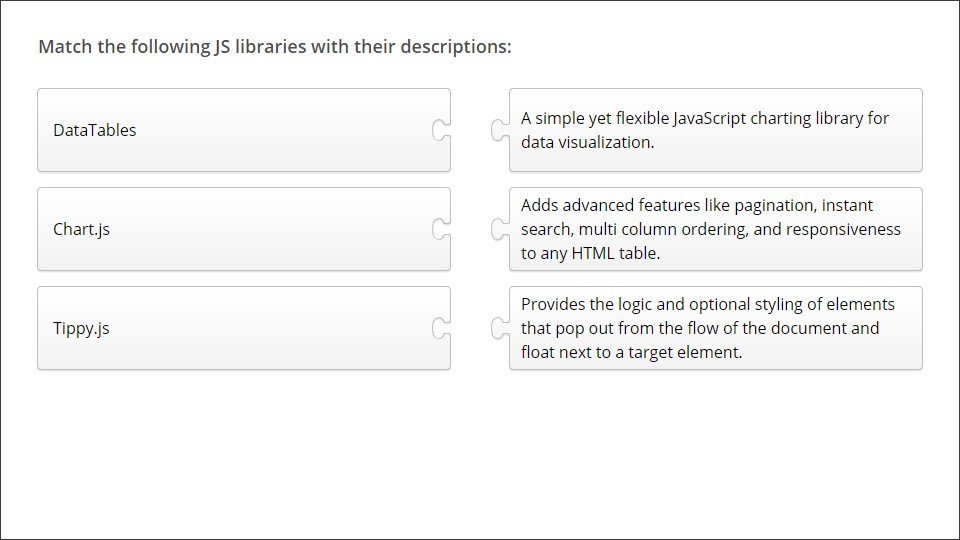 Match the following JS libraries with their descriptions:
DataTables
A simple yet flexible JavaScript charting library for
data visualization.
Chart.js
Adds advanced features like pagination, instant
search, multi column ordering, and responsiveness
to any HTML table.
Tippy.js
Provides the logic and optional styling of elements
that pop out from the flow of the document and
float next to a target element.